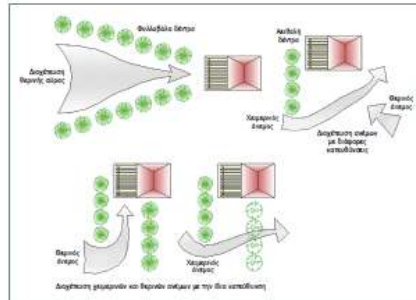 Φυλλοβόλα δέντρα
Διοχέτευση
θερινής αύρας
Αειθαλή
δέντρα
Θερινός
άνεμος
Χειμερινός
άνεμος
Διοχέτευση ανέμων
με διάφορες
κατευθύνσεις
Θερινός
άνεμος
Χειμερινός
άνεμος
Διοχέτευση χειμερινών και θερινών ανέμων με την ίδια κατεύθυνση